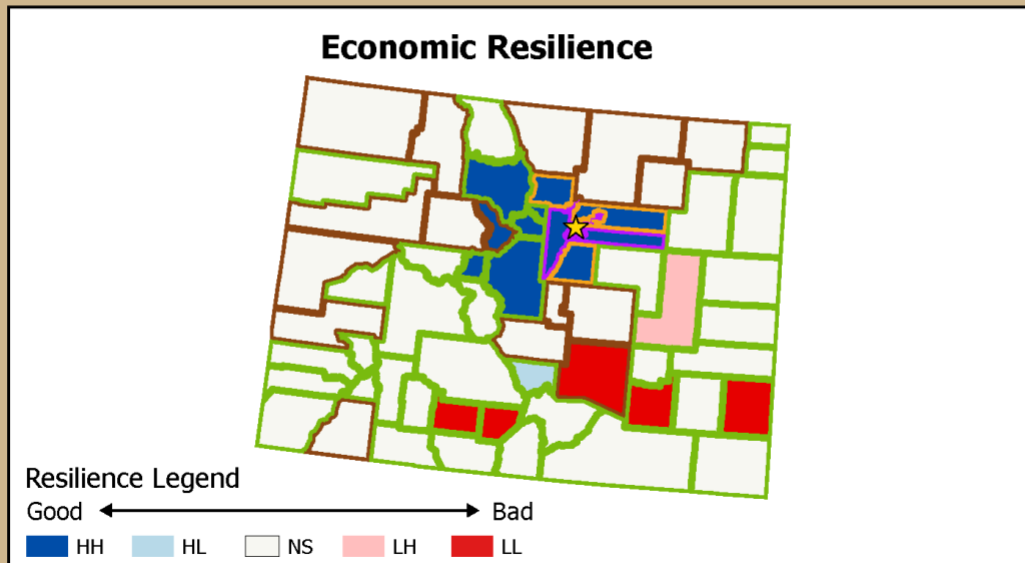 Economic Resilience
Resilience Legend
Good Bad
HH HL NS LH LL